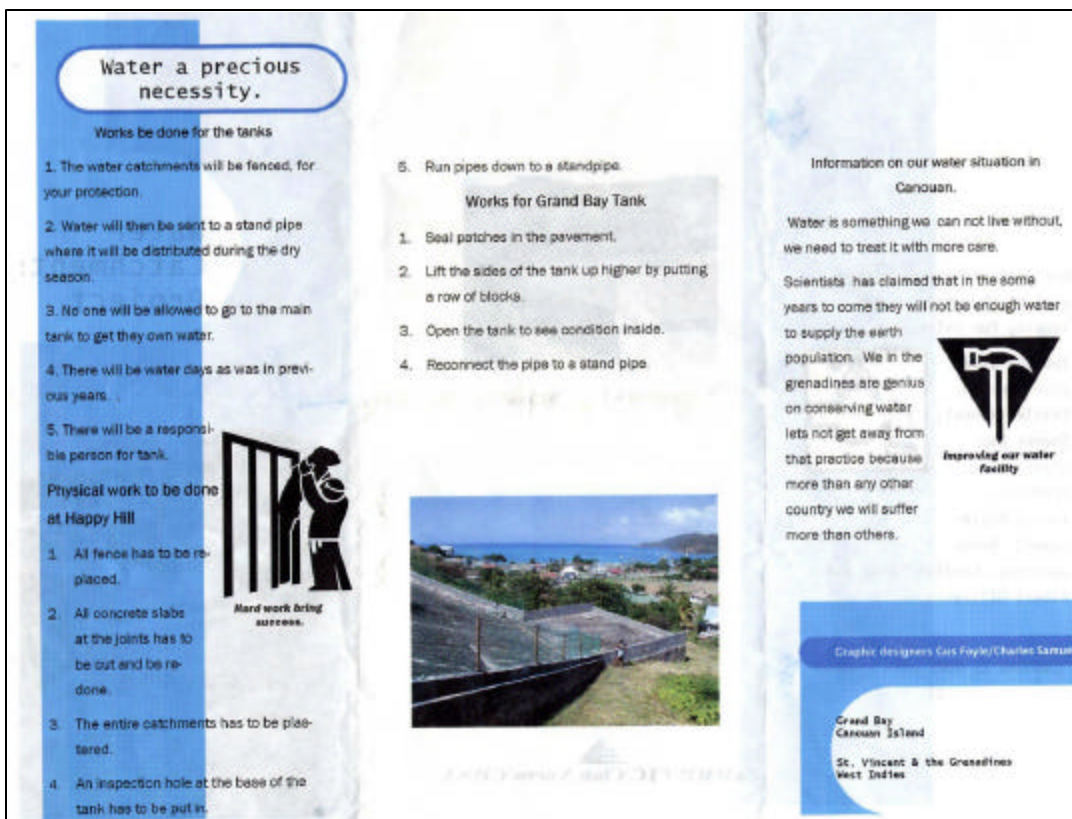 Water a precious
necessity.
Works be done for the tanks
1. The water catchments will be fenced, for
your protection.
2. Water will then be sent to a stand pipe
where it will be distributed during the dry
season.
3. No one will be allowed to go to the main
tank to get they own water.
4. There will be water days as was in previ-
ous years.
5. There will be a responsi-
ble person for tank.
Physical work to be done
at Happy Hill
1. All fence has to be re-
placed.
2. All concrete slabs
at the joints has to
be cut and be re-
done.
3. The entire catchments has to be plas-
tered.
4. An inspection hole at the base of the
tank has to be put in.
Hard work bring
success.
5. Run pipes down to a standpipe.
Works for Grand Bay Tank
1. Seal patches in the pavement.
2. Lift the sides of the tank up higher by putting
a row of blocks.
3. Open the tank to see condition inside.
4. Reconnect the pipe to a stand pipe.
Information on our water situation in
Canouan.
Water is something we can not live without,
we need to treat it with more care.
Scientists has claimed that in the some
years to come they will not be enough water
to supply the earth
population. We in the
grenadines are genius
on conserving water
lets not get away from
that practice because
more than any other
country we will suffer
more than others.
Improving our water
facility
Graphic designers Foyle/Charles
Grand Bay
Canouan Island
St. Vincent & the Grenadines
West Indies